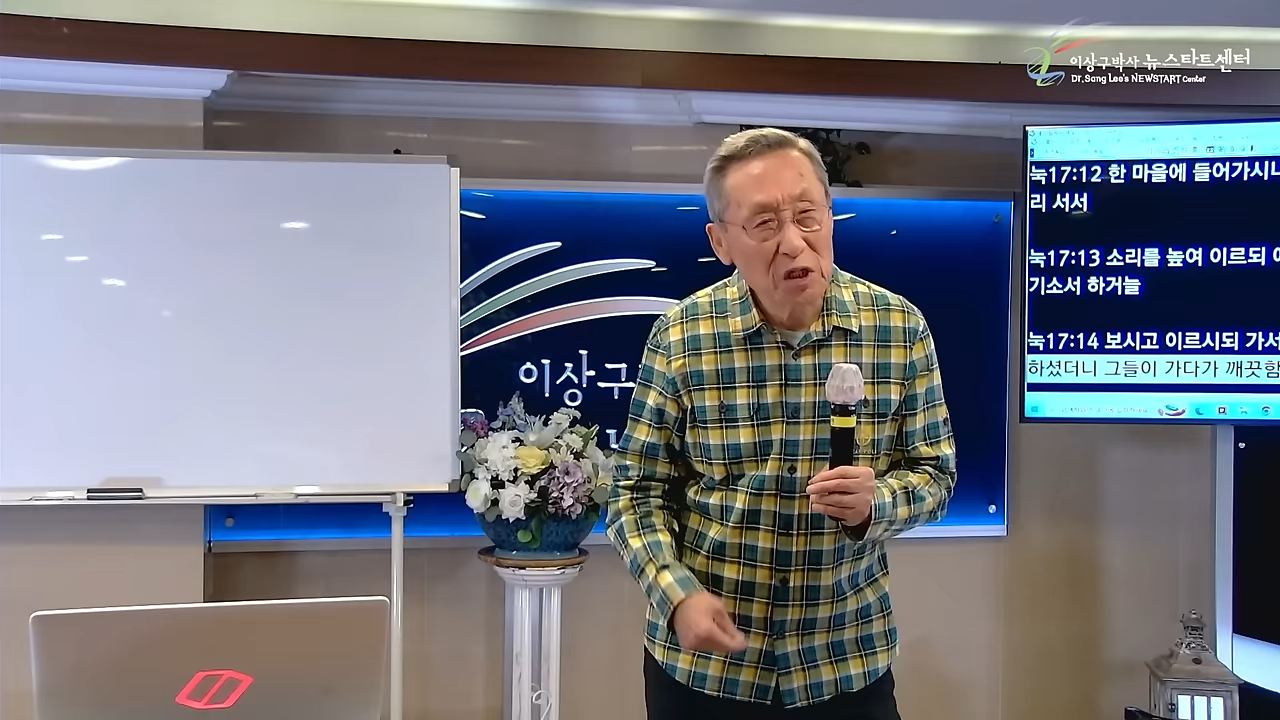 이상구박사 뉴스타트센터
Dr. Sang Lee's NEWSTART Center
눅17:12 한 마을에 들어가시니
리 서서
눅17:13 소리를 높여 이르되
기소서 하거늘
눅17:14 보시고 이르시되 가서
하셨더니 그들이 가다가 깨끗함
이상구